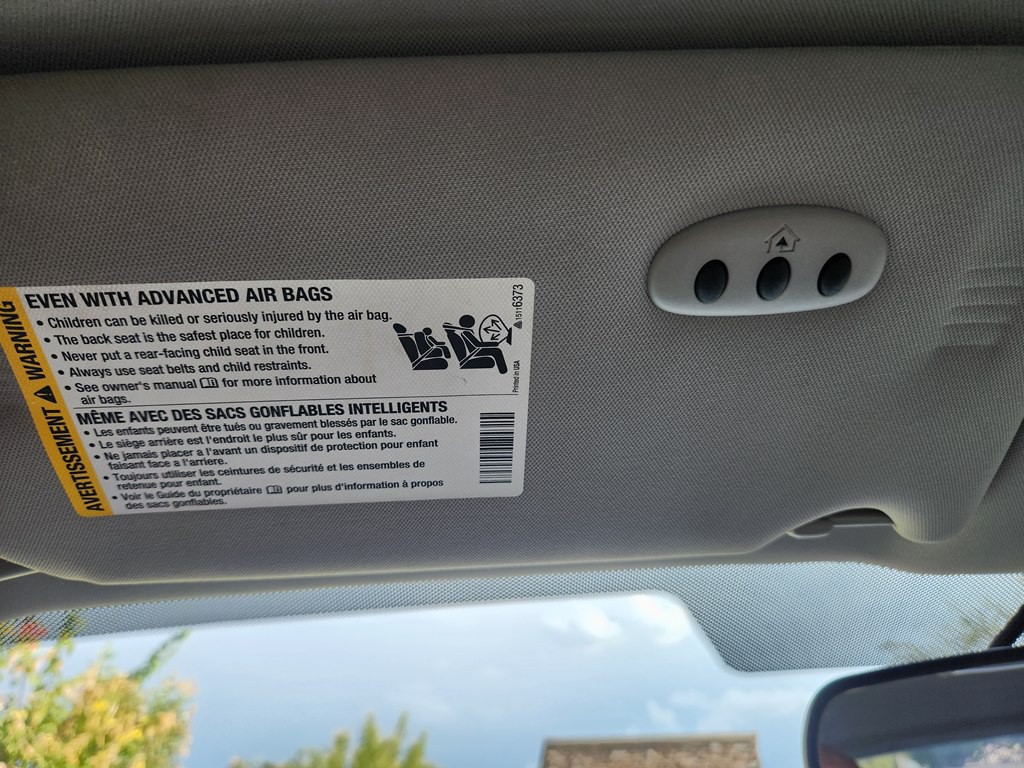 EVEN WITH ADVANCED AIR BAGS
• Children can be killed or seriously injured by the air bag.
• The back seat is the safest place for children.
• Never put a rear-facing child seat in the front.
• Always use seat belts and child restraints.
• See owner's manual for more information about
air bags.
MÊME AVEC DES SACS GONFLABLES INTELLIGENTS
• Les enfants peuvent être tués ou gravement blessés par le sac gonflable.
• Le siège arrière est l'endroit le plus sûr pour les enfants.
• Ne jamais placer a l'avant un dispositif de protection pour enfant
faisant face a l'arriere.
• Toujours utiliser les ceintures de sécurité et les ensembles de
retenue pour enfant.
• Voir le Guide du propriétaire pour plus d'information à propos
des sacs gonflables.
AVERTISSEMENT WARNING
15116373
Printed in USA